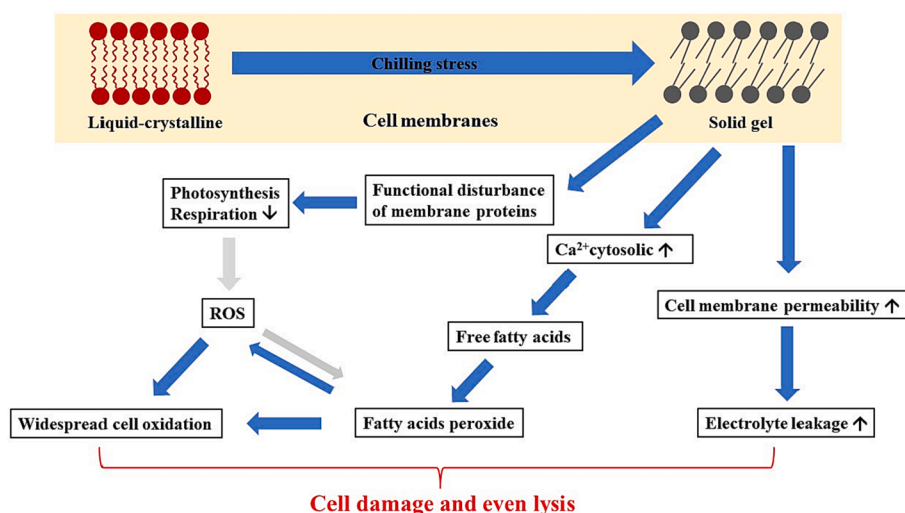 Chilling stress
Liquid-crystalline
Cell membranes
Solid gel
Photosynthesis
Respiration ↓
Functional disturbance
of membrane proteins
Ca²⁺cytosolic ↑
ROS
Cell membrane permeability ↑
Free fatty acids
Widespread cell oxidation
Fatty acids peroxide
Electrolyte leakage ↑
Cell damage and even lysis